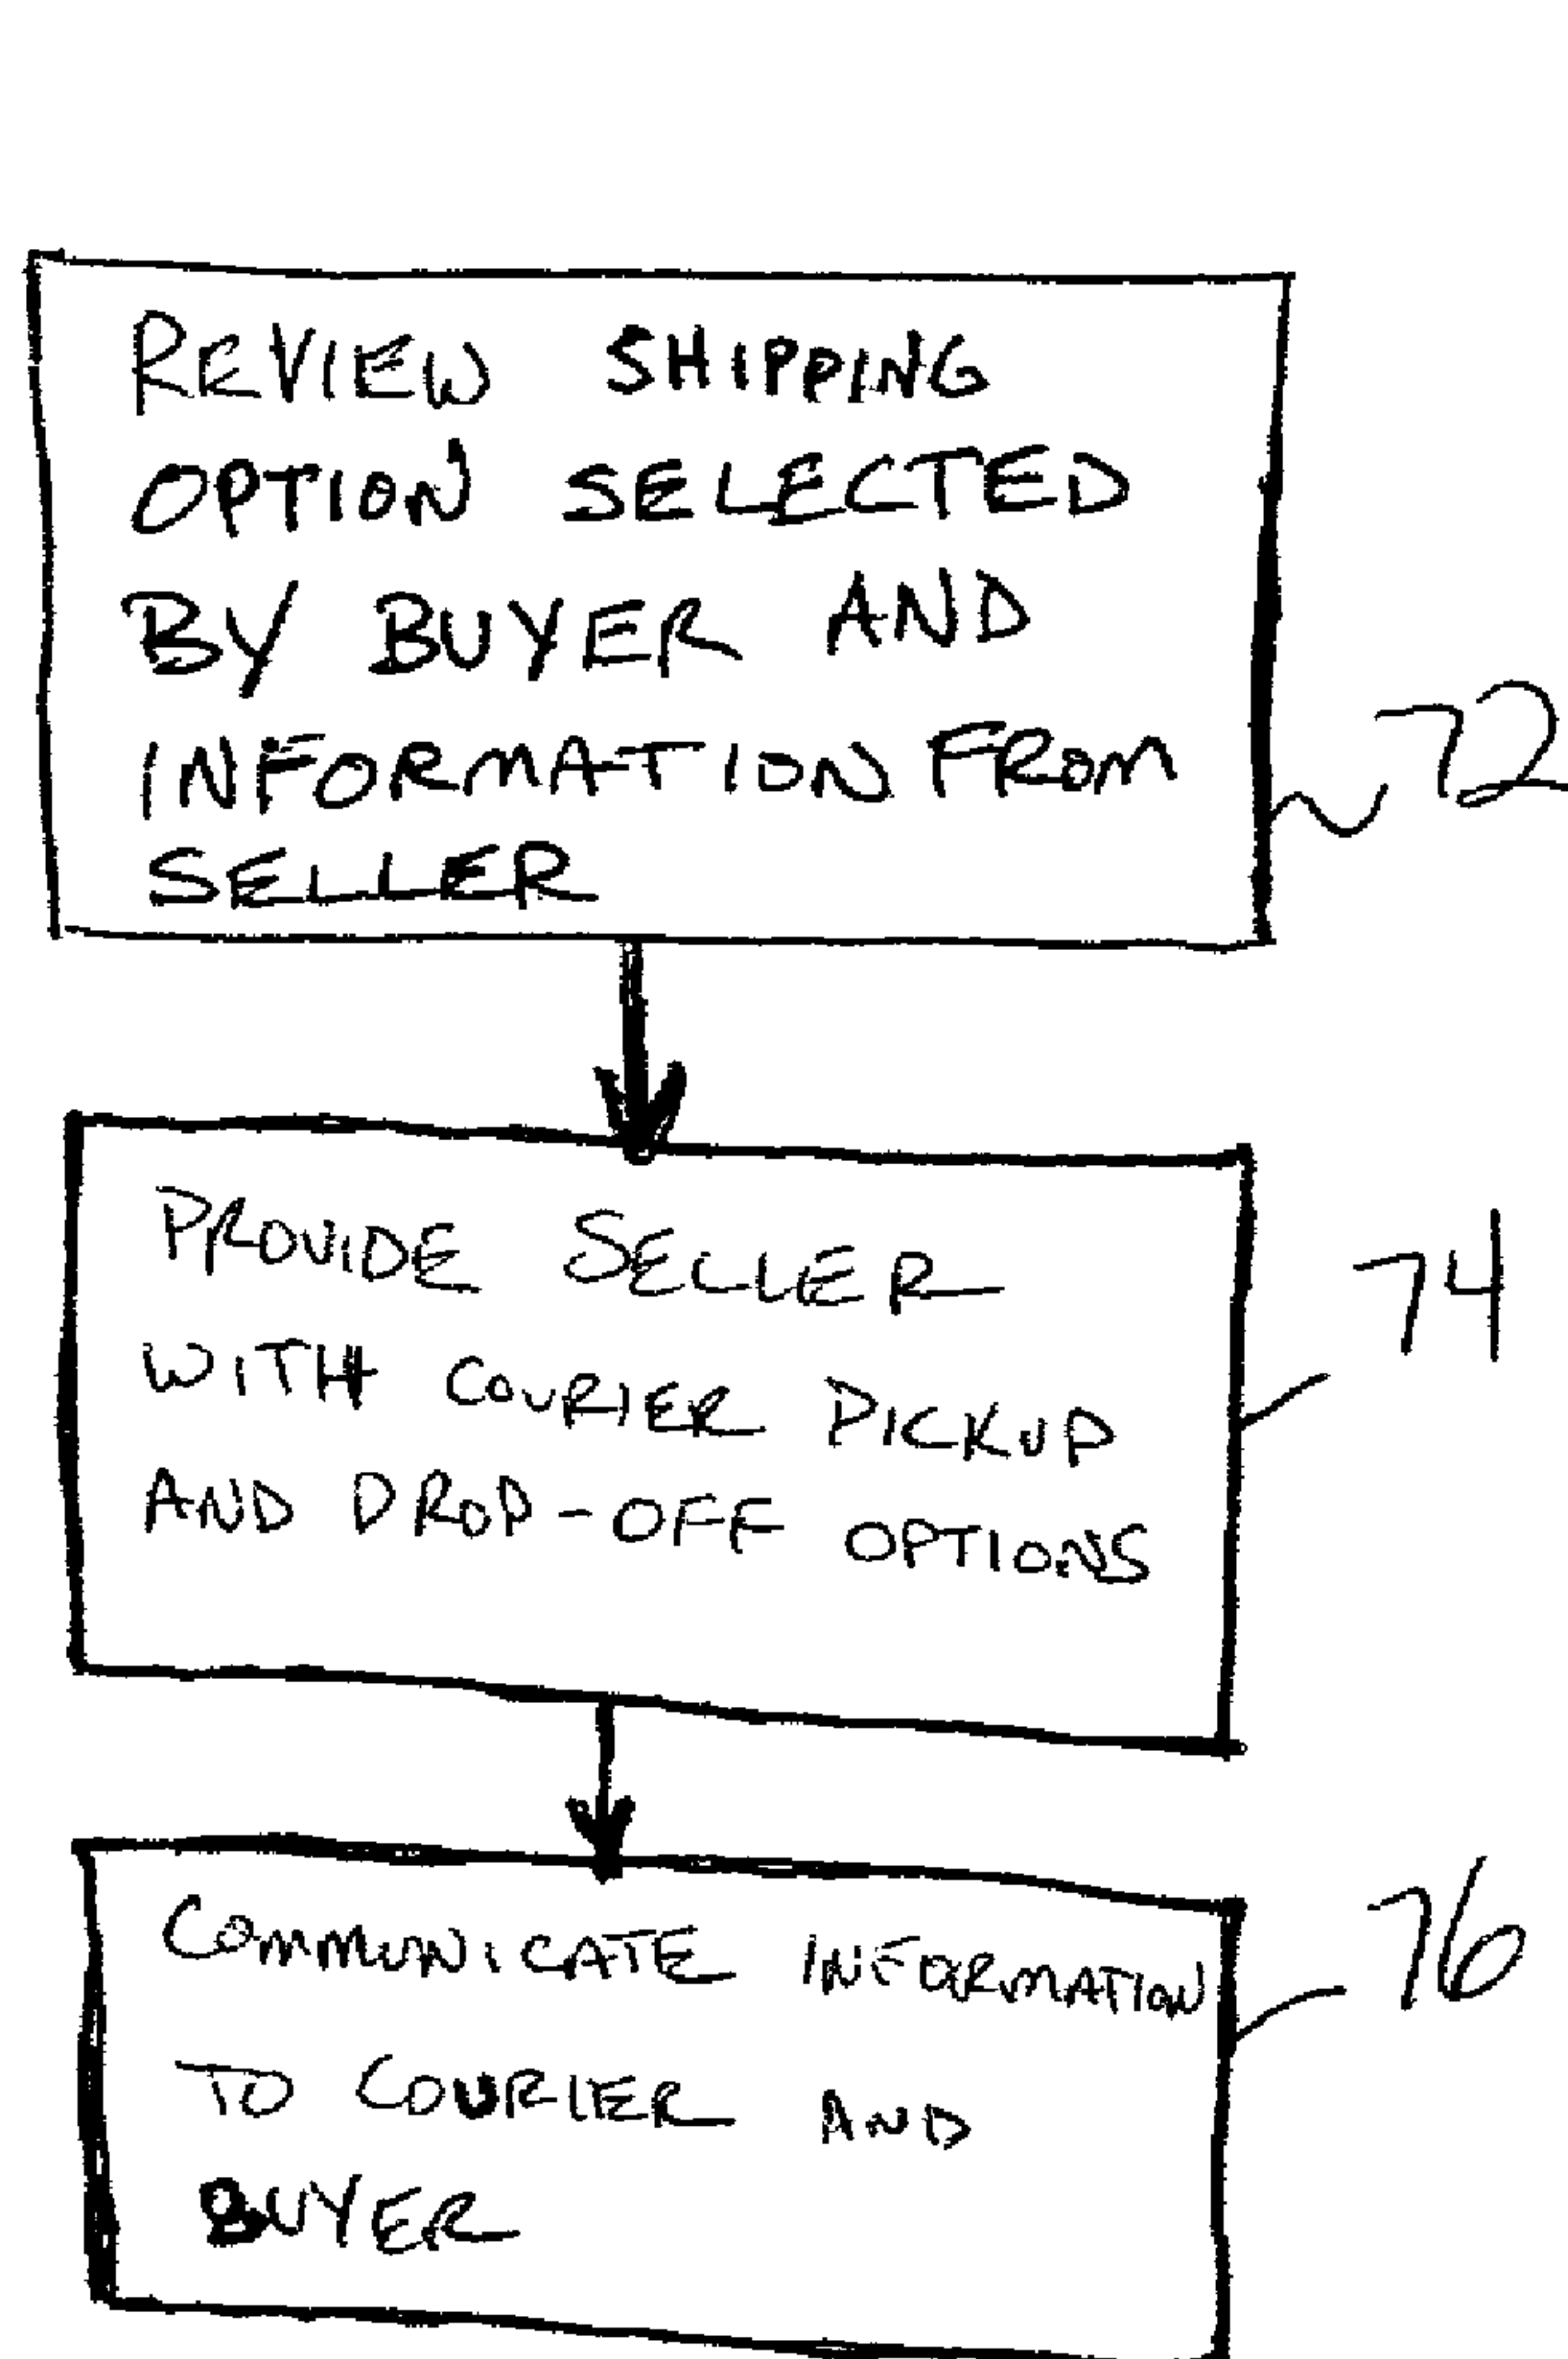 REVIEW SHIPPING
OPTION SELECTED
BY BUYER AND
INFORMATION FROM
SELLER
72
PROVIDE SELLER
WITH COURIER PICKUP
AND DROP-OFF OPTIONS
74
COMMUNICATE INFORMATION
TO COURIER AND
BUYER
76